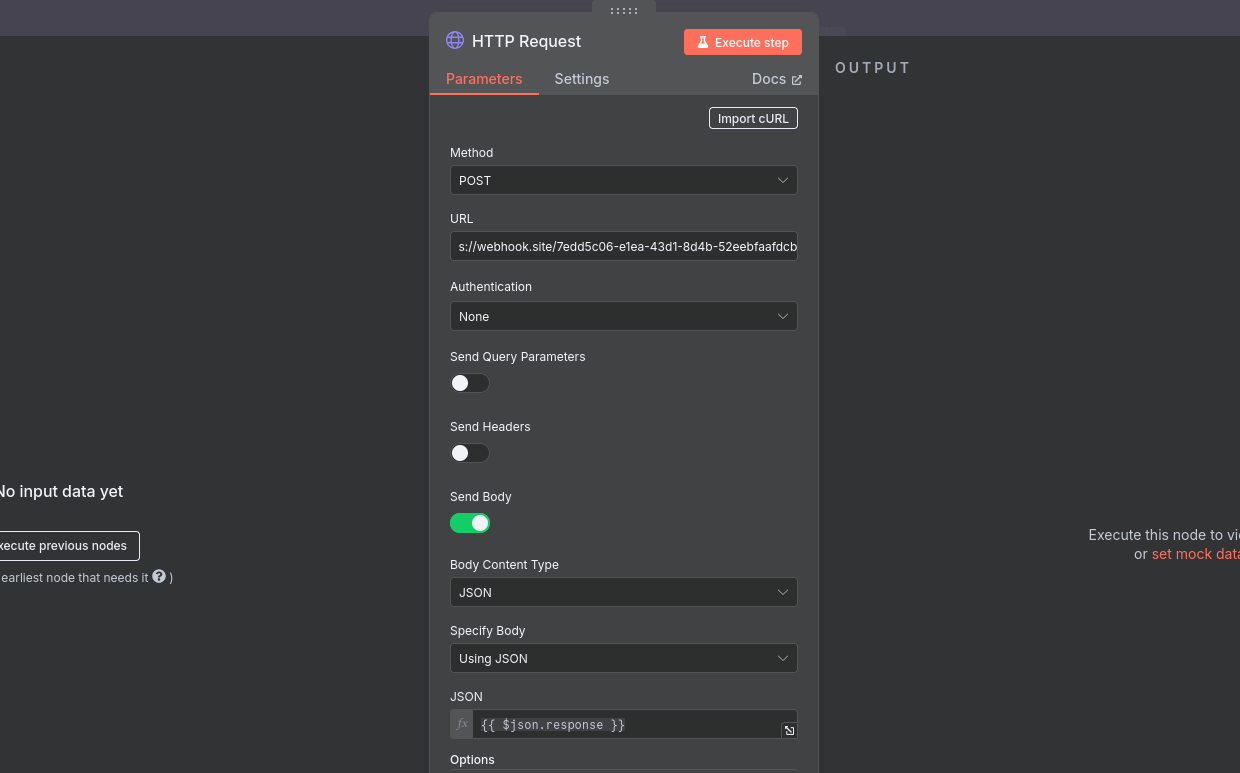 HTTP Request
Execute step
OUTPUT
Parameters
Settings
Docs
Import cURL
Method
POST
URL
s://webhook.site/7edd5c06-e1ea-43d1-8d4b-52eebfaafdcb
Authentication
None
Send Query Parameters
Send Headers
No input data yet
Send Body
xecute previous nodes
earliest node that needs it ? )
Execute this node to vi
or set mock data
Body Content Type
JSON
Specify Body
Using JSON
JSON
fx {{ $json.response }}
Options